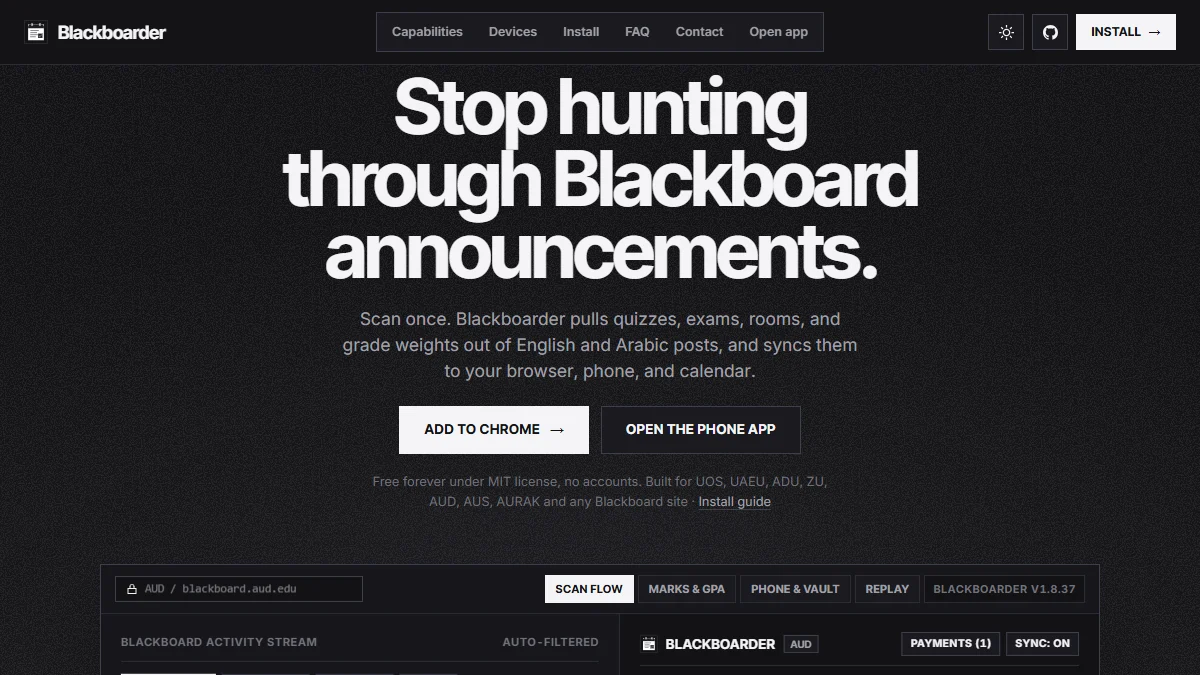 Blackboarder
Capabilities Devices Install FAQ Contact Open app
INSTALL →
Stop hunting
through Blackboard
announcements.
Scan once. Blackboarder pulls quizzes, exams, rooms, and
grade weights out of English and Arabic posts, and syncs them
to your browser, phone, and calendar.
ADD TO CHROME →
OPEN THE PHONE APP
Free forever under MIT license, no accounts. Built for UOS, UAEU, ADU, ZU,
AUD, AUS, AURAK and any Blackboard site · Install guide
AUD / blackboard.aud.edu
SCAN FLOW
MARKS & GPA
PHONE & VAULT
REPLAY
BLACKBOARDER V1.8.37
BLACKBOARD ACTIVITY STREAM
AUTO-FILTERED
BLACKBOARDER AUD
PAYMENTS (1)
SYNC: ON